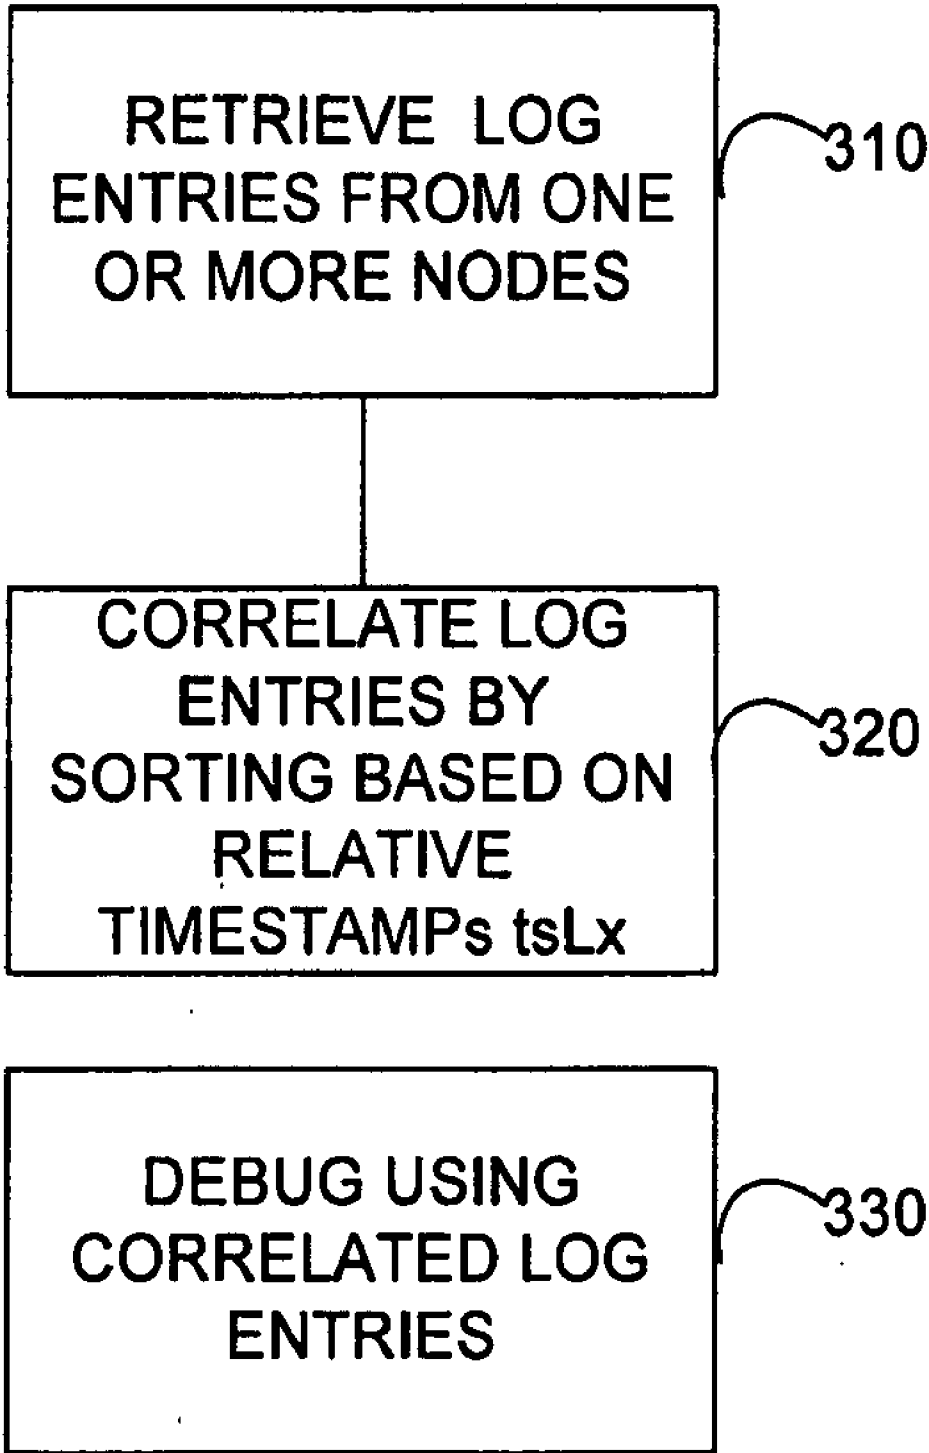 RETRIEVE LOG
ENTRIES FROM ONE
OR MORE NODES
310
CORRELATE LOG
ENTRIES BY
SORTING BASED ON
RELATIVE
TIMESTAMPs tsLx
320
DEBUG USING
CORRELATED LOG
ENTRIES
330